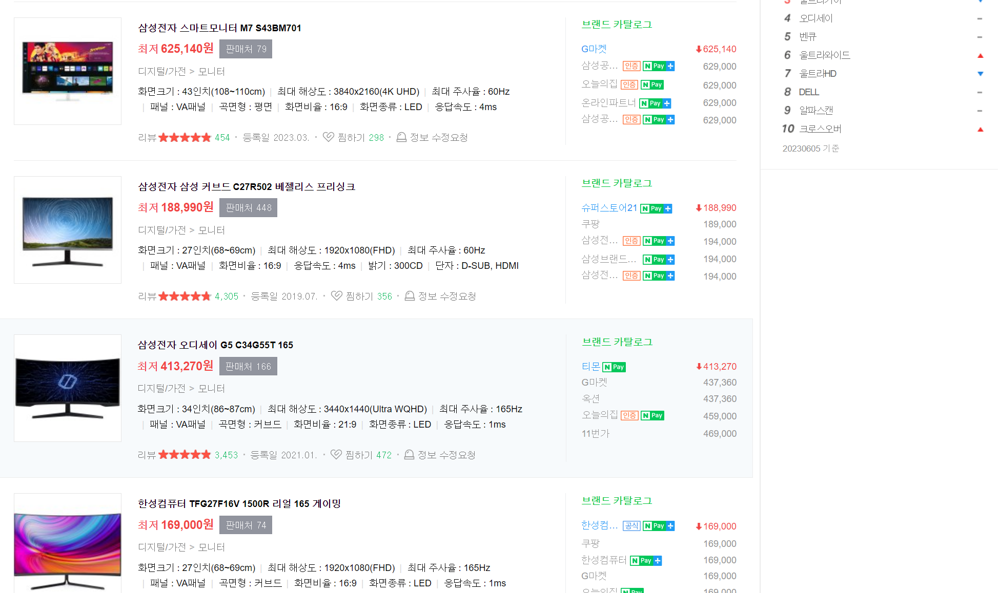 삼성전자 스마트모니터 M7 S43BM701
최저 625,140원 판매처 79
디지털/가전 > 모니터
화면크기 : 43인치(108~110cm) | 최대 해상도 : 3840x2160(4K UHD) | 최대 주사율 : 60Hz
| 패널 : VA패널 | 곡면형 : 평면 | 화면비율 : 16:9 | 화면종류 : LED | 응답속도 : 4ms
리뷰 ★★★★★ 454 · 등록일 2023.03. · 찜하기 298 · 정보 수정요청
브랜드 카탈로그
G마켓 625,140
삼성공... 인증 N Pay + 629,000
오늘의집 인증 N Pay 629,000
온라인파트너 N Pay + 629,000
삼성공... 인증 N Pay + 629,000
삼성전자 삼성 커브드 C27R502 베젤리스 프리싱크
최저 188,990원 판매처 448
디지털/가전 > 모니터
화면크기 : 27인치(68~69cm) | 최대 해상도 : 1920x1080(FHD) | 최대 주사율 : 60Hz
| 패널 : VA패널 | 화면비율 : 16:9 | 응답속도 : 4ms | 밝기 : 300CD | 단자 : D-SUB, HDMI
리뷰 ★★★★★ 4,305 · 등록일 2019.07. · 찜하기 356 · 정보 수정요청
브랜드 카탈로그
슈퍼스토어21 N Pay + 188,990
쿠팡 189,000
삼성전... 인증 N Pay + 194,000
삼성브랜드... N Pay + 194,000
삼성전... 인증 N Pay + 194,000
삼성전자 오디세이 G5 C34G55T 165
최저 413,270원 판매처 166
디지털/가전 > 모니터
화면크기 : 34인치(86~87cm) | 최대 해상도 : 3440x1440(Ultra WQHD) | 최대 주사율 : 165Hz
| 패널 : VA패널 | 곡면형 : 커브드 | 화면비율 : 21:9 | 화면종류 : LED | 응답속도 : 1ms
리뷰 ★★★★★ 3,453 · 등록일 2021.01. · 찜하기 472 · 정보 수정요청
브랜드 카탈로그
티몬 N Pay 413,270
G마켓 437,360
옥션 437,360
오늘의집 인증 N Pay 459,000
11번가 469,000
한성컴퓨터 TFG27F16V 1500R 리얼 165 게이밍
최저 169,000원 판매처 74
디지털/가전 > 모니터
화면크기 : 27인치(68~69cm) | 최대 해상도 : 1920x1080(FHD) | 최대 주사율 : 165Hz
| 패널 : VA패널 | 곡면형 : 커브드 | 화면비율 : 16:9 | 화면종류 : LED | 응답속도 : 1ms
브랜드 카탈로그
한성컴... 공식 N Pay + 169,000
쿠팡 169,000
한성컴퓨터 N Pay + 169,000
G마켓 169,000
오늘의집 N Pay 169,000
4 오디세이
5 벤큐
6 울트라와이드
7 울트라HD
8 DELL
9 알파스캔
10 크로스오버
20230605 기준